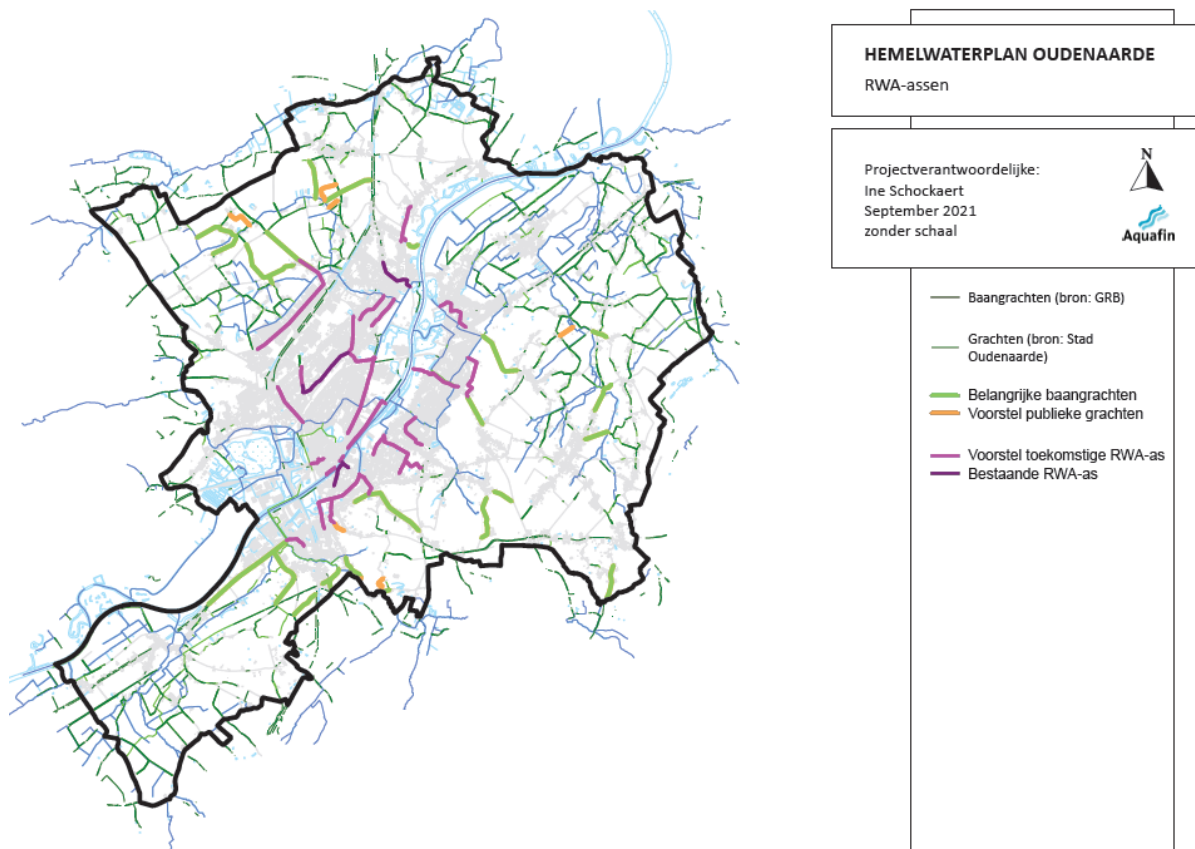 HEMELWATERPLAN OUDENAARDE
RWA-assen
Projectverantwoordelijke:
Ine Schockaert
September 2021
zonder schaal
N
Aquafin
Baangrachten (bron: GRB)
Grachten (bron: Stad
Oudenaarde)
Belangrijke baangrachten
Voorstel publieke grachten
Voorstel toekomstige RWA-as
Bestaande RWA-as